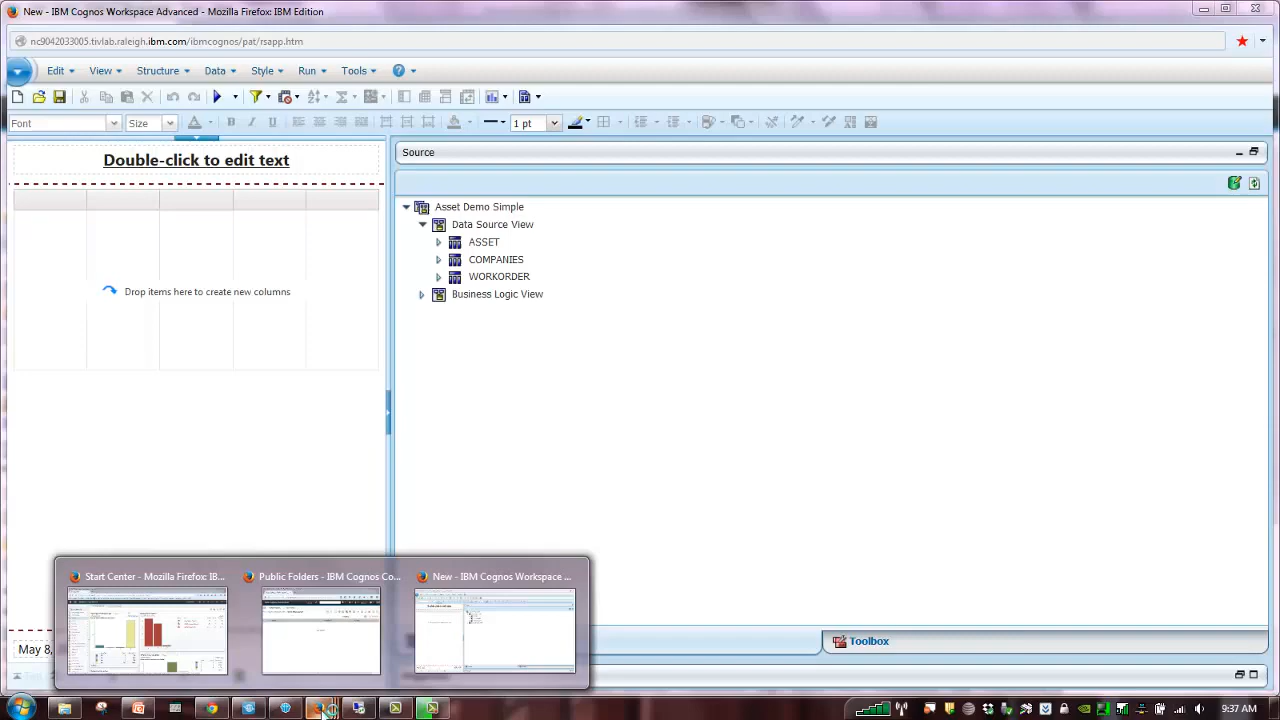 New - IBM Cognos Workspace Advanced - Mozilla Firefox: IBM Edition
nc9042033005.tivlab.raleigh.ibm.com/ibmcognos/pat/rsapp.htm
Edit View Structure Data Style Run Tools
Font Size 1 pt
Double-click to edit text
Source
Asset Demo Simple
Data Source View
ASSET
COMPANIES
WORKORDER
Business Logic View
Drop items here to create new columns
Start Center - Mozilla Firefox: IB... Public Folders - IBM Cognos Co... New - IBM Cognos Workspace ...
May 8,
Toolbox
9:37 AM